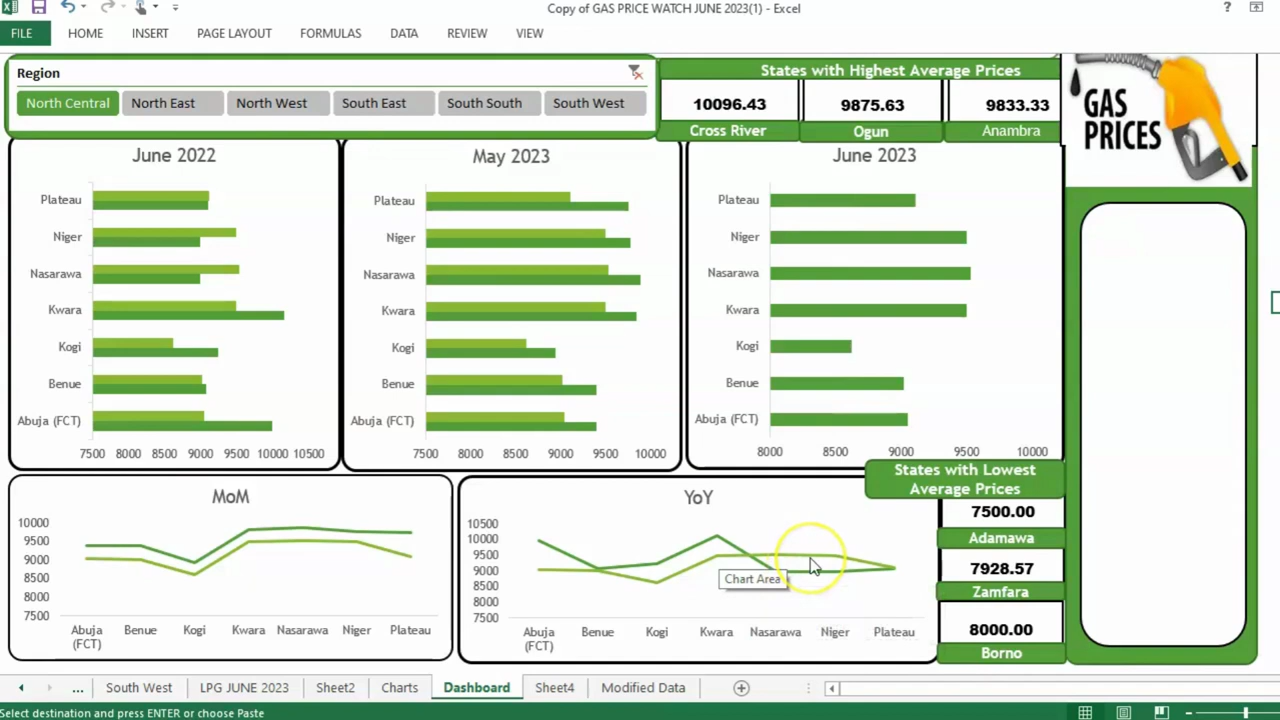 Copy of GAS PRICE WATCH JUNE 2023(1) - Excel
?
FILE HOME INSERT PAGE LAYOUT FORMULAS DATA REVIEW VIEW
Region
North Central North East North West South East South South South West
States with Highest Average Prices
10096.43 9875.63 9833.33
Cross River Ogun Anambra
GAS
PRICES
June 2022
Plateau
Niger
Nasarawa
Kwara
Kogi
Benue
Abuja (FCT)
7500 8000 8500 9000 9500 10000 10500
May 2023
Plateau
Niger
Nasarawa
Kwara
Kogi
Benue
Abuja (FCT)
7500 8000 8500 9000 9500 10000
June 2023
Plateau
Niger
Nasarawa
Kwara
Kogi
Benue
Abuja (FCT)
8000 8500 9000 9500 10000
MoM
10000
9500
9000
8500
8000
7500
Abuja (FCT) Benue Kogi Kwara Nasarawa Niger Plateau
YoY
10500
10000
9500
9000
8500
8000
7500
Chart Area
Abuja (FCT) Benue Kogi Kwara Nasarawa Niger Plateau
States with Lowest
Average Prices
7500.00
Adamawa
7928.57
Zamfara
8000.00
Borno
... South West LPG JUNE 2023 Sheet2 Charts Dashboard Sheet4 Modified Data
Select destination and press ENTER or choose Paste